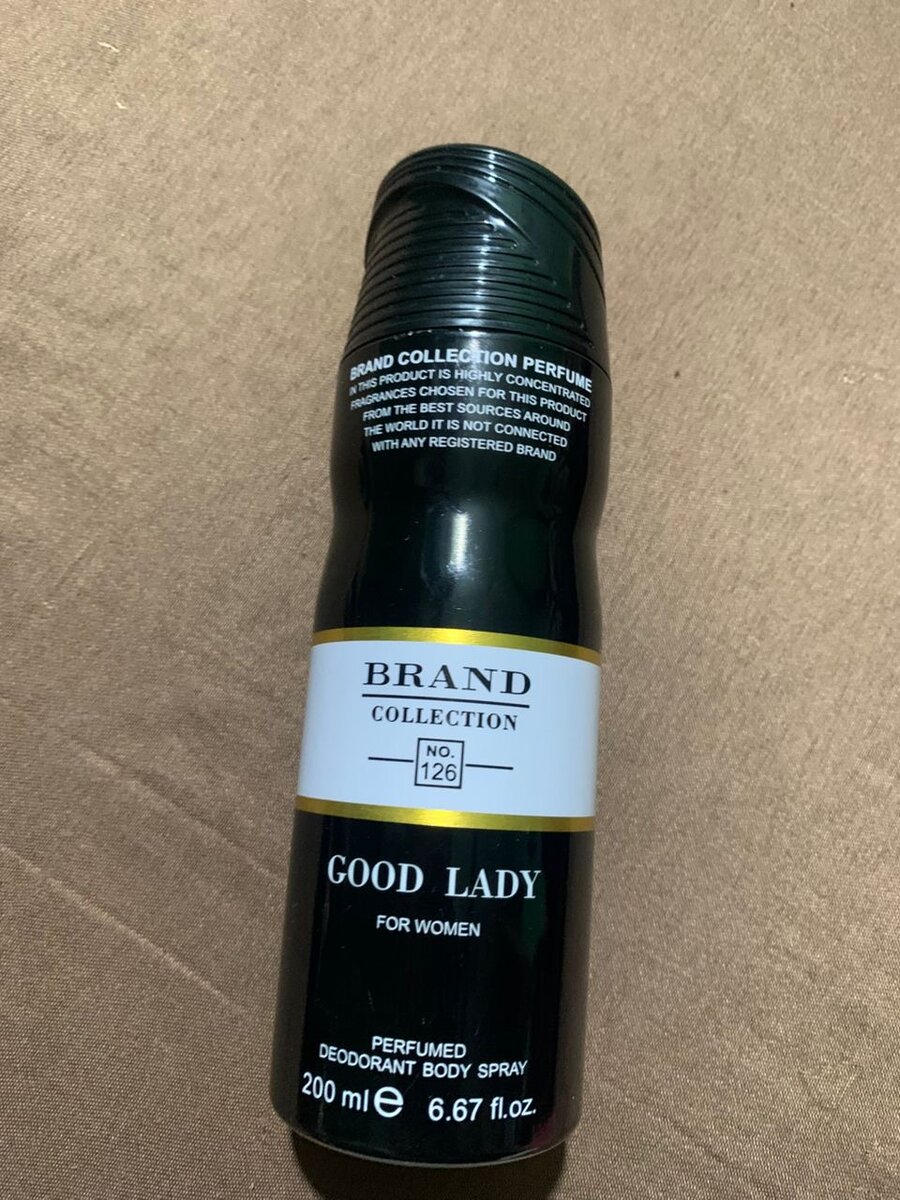 BRAND COLLECTION PERFUME
IN THIS PRODUCT IS HIGHLY CONCENTRATED
FRAGRANCES CHOSEN FOR THIS PRODUCT
FROM THE BEST SOURCES AROUND
THE WORLD IT IS NOT CONNECTED
WITH ANY REGISTERED BRAND
BRAND
COLLECTION
NO.
126
GOOD LADY
FOR WOMEN
PERFUMED
DEODORANT BODY SPRAY
200 ml e 6.67 fl.oz.